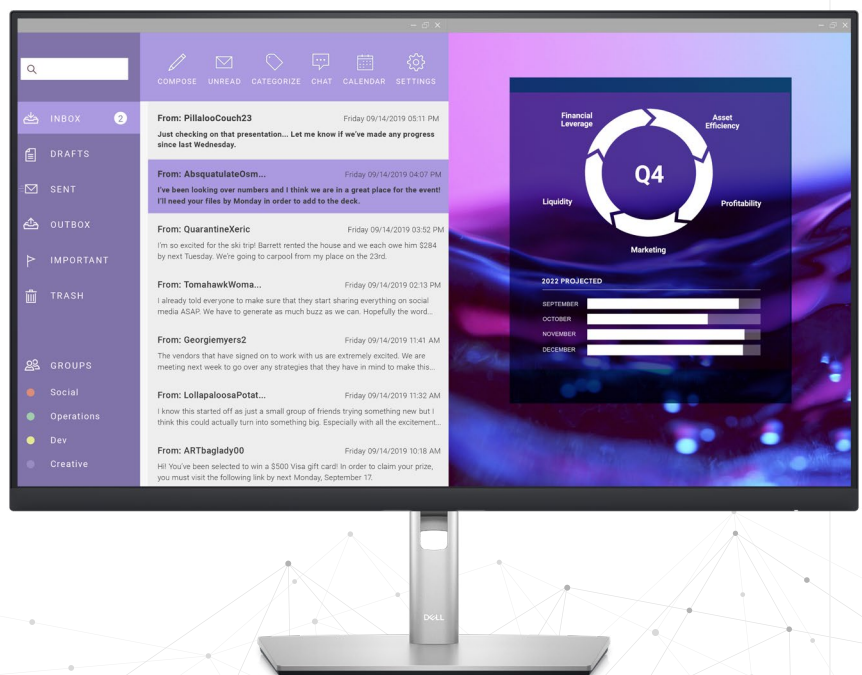 COMPOSE UNREAD CATEGORIZE CHAT CALENDAR SETTINGS
INBOX 2
DRAFTS
SENT
OUTBOX
IMPORTANT
TRASH
GROUPS
Social
Operations
Dev
Creative
From: PillalooCouch23 Friday 09/14/2019 05:11 PM
Just checking on that presentation... Let me know if we've made any progress
since last Wednesday.
From: AbsquatulateOsm... Friday 09/14/2019 04:07 PM
I've been looking over numbers and I think we are in a great place for the event!
I'll need your files by Monday in order to add to the deck.
From: QuarantineXeric Friday 09/14/2019 03:52 PM
I'm so excited for the ski trip! Barrett rented the house and we each owe him $284
by next Tuesday. We're going to carpool from my place on the 23rd.
From: TomahawkWoma... Friday 09/14/2019 02:13 PM
I already told everyone to make sure that they start sharing everything on social
media ASAP. We have to generate as much buzz as we can. Hopefully the word...
From: Georgiemyers2 Friday 09/14/2019 11:41 AM
The vendors that have signed on to work with us are extremely excited. We are
meeting next week to go over any strategies that they have in mind to make this...
From: LollapaloosaPotat... Friday 09/14/2019 11:32 AM
I know this started off as just a small group of friends trying something new but I
think this could actually turn into something big. Especially with all the excitement...
From: ARTbaglady00 Friday 09/14/2019 10:18 AM
Hi! You've been selected to win a $500 Visa gift card! In order to claim your prize,
you must visit the following link by next Monday, September 17.
Financial
Leverage
Asset
Efficiency
Q4
Liquidity
Profitability
Marketing
2022 PROJECTED
SEPTEMBER
OCTOBER
NOVEMBER
DECEMBER
DELL